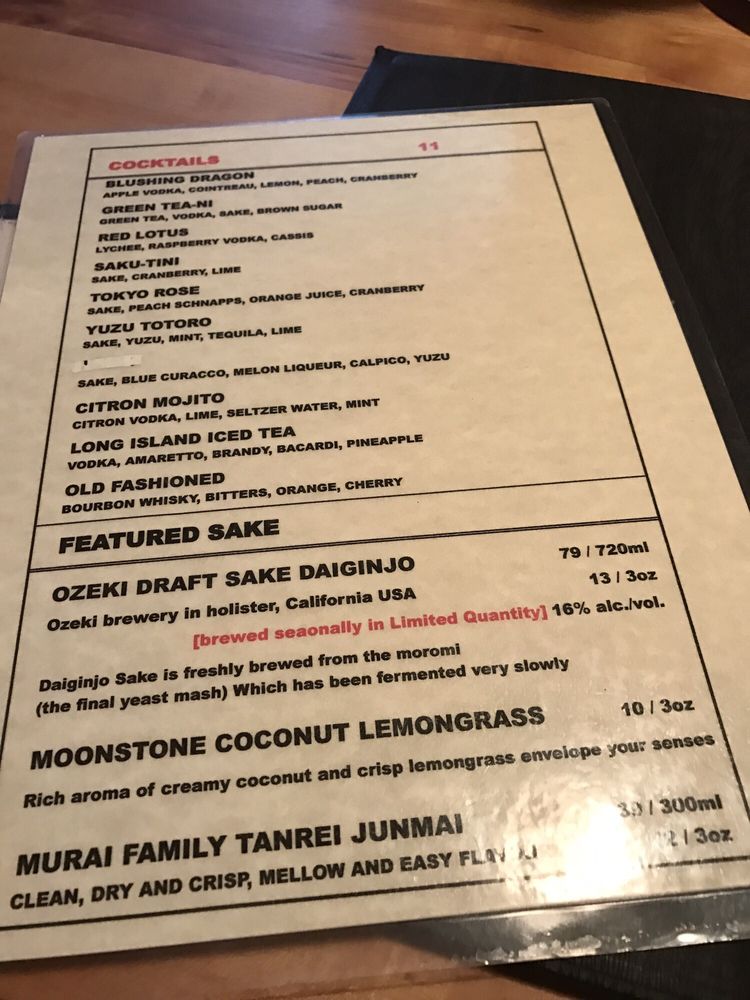 COCKTAILS 11
BLUSHING DRAGON
APPLE VODKA, COINTREAU, LEMON, PEACH, CRANBERRY
GREEN TEA-NI
GREEN TEA, VODKA, SAKE, BROWN SUGAR
RED LOTUS
LYCHEE, RASPBERRY VODKA, CASSIS
SAKU-TINI
SAKE, CRANBERRY, LIME
TOKYO ROSE
SAKE, PEACH SCHNAPPS, ORANGE JUICE, CRANBERRY
YUZU TOTORO
SAKE, YUZU, MINT, TEQUILA, LIME
SAKE, BLUE CURACCO, MELON LIQUEUR, CALPICO, YUZU
CITRON MOJITO
CITRON VODKA, LIME, SELTZER WATER, MINT
LONG ISLAND ICED TEA
VODKA, AMARETTO, BRANDY, BACARDI, PINEAPPLE
OLD FASHIONED
BOURBON WHISKY, BITTERS, ORANGE, CHERRY
FEATURED SAKE
OZEKI DRAFT SAKE DAIGINJO 79 / 720ml
Ozeki brewery in holister, California USA 13 / 3oz
[brewed seaonally in Limited Quantity] 16% alc./vol.
Daiginjo Sake is freshly brewed from the moromi
(the final yeast mash) Which has been fermented very slowly
MOONSTONE COCONUT LEMONGRASS 10 / 3oz
Rich aroma of creamy coconut and crisp lemongrass envelope your senses
MURAI FAMILY TANREI JUNMAI / 300ml
CLEAN, DRY AND CRISP, MELLOW AND EASY / 3oz